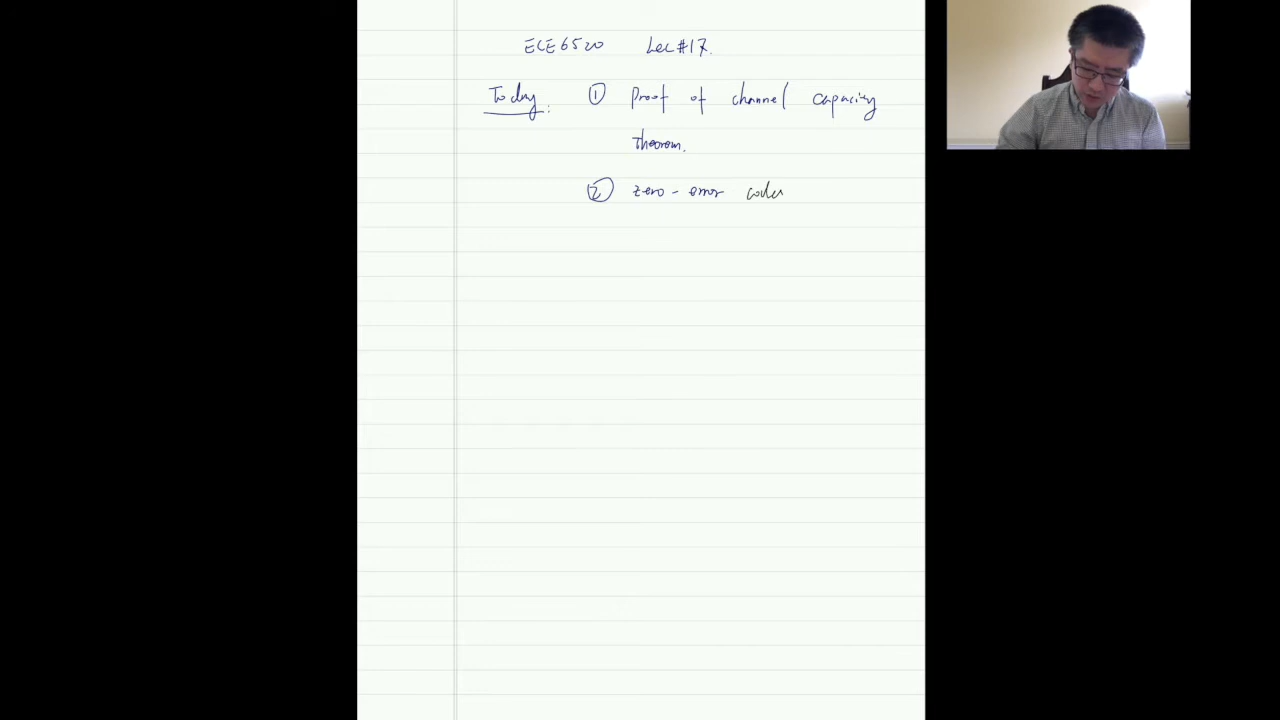 ECE6520 Lec#17.
Today: ① Proof of channel capacity
theorem.
② zero-error codes